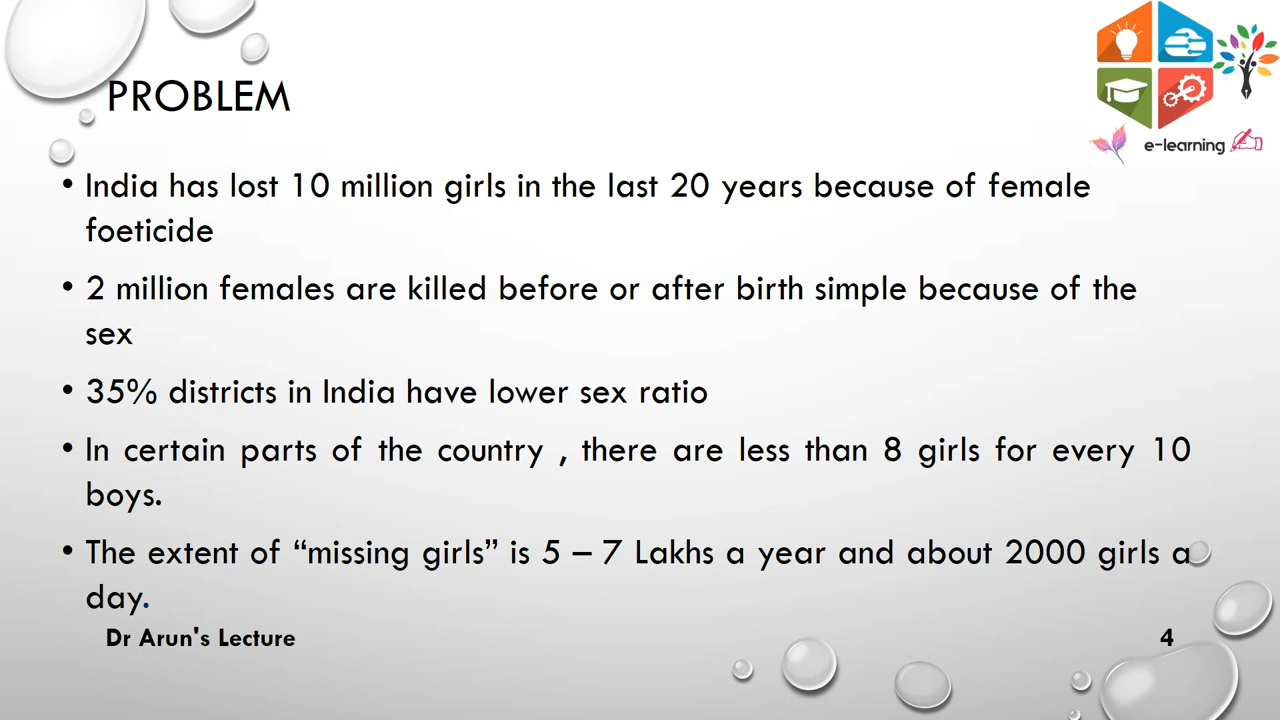 PROBLEM
e-learning
• India has lost 10 million girls in the last 20 years because of female
foeticide
• 2 million females are killed before or after birth simple because of the
sex
• 35% districts in India have lower sex ratio
• In certain parts of the country , there are less than 8 girls for every 10
boys.
• The extent of “missing girls” is 5 – 7 Lakhs a year and about 2000 girls a
day.
Dr Arun's Lecture
4